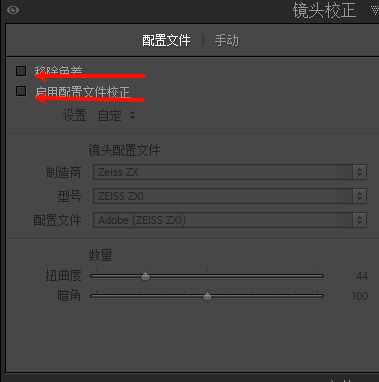 镜头校正
配置文件 | 手动
移除色差
启用配置文件校正
设置 自定
镜头配置文件
制造商 Zeiss ZX
型号 ZEISS ZX1
配置文件 Adobe (ZEISS ZX1)
数量
扭曲度 44
暗角 100